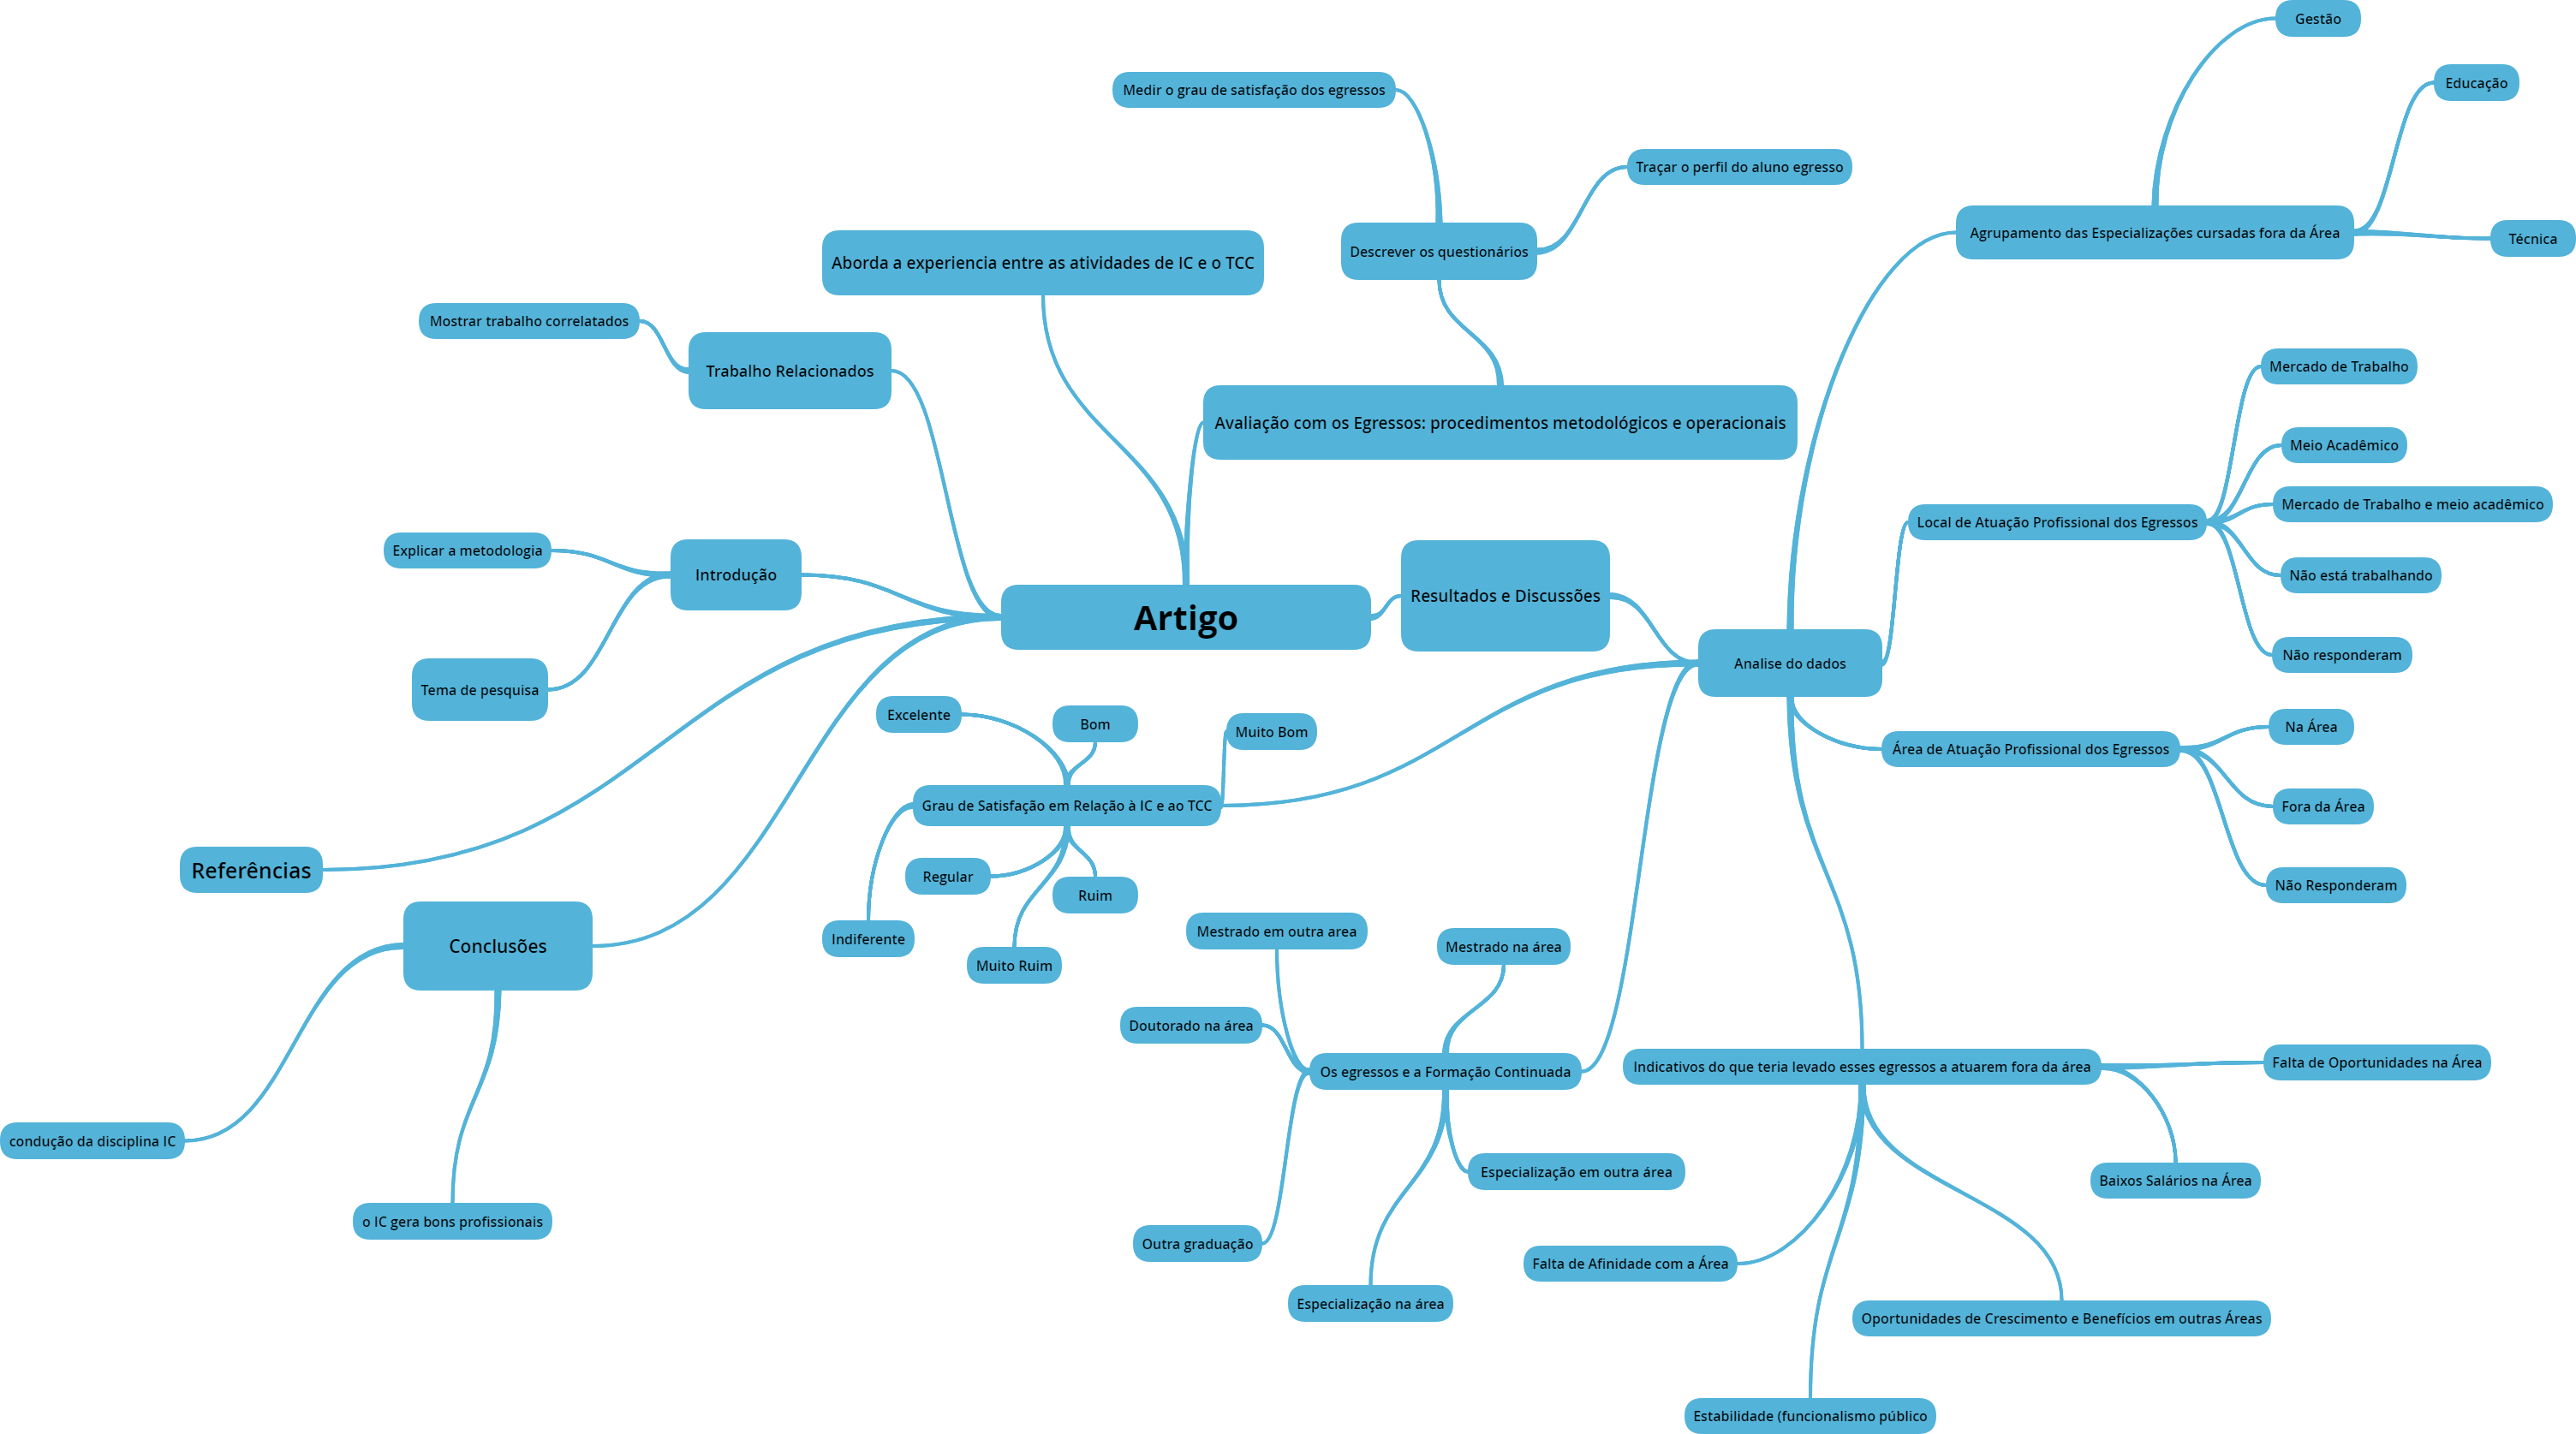 Gestão
Educação
Medir o grau de satisfação dos egressos
Traçar o perfil do aluno egresso
Agrupamento das Especializações cursadas fora da Área
Técnica
Descrever os questionários
Aborda a experiencia entre as atividades de IC e o TCC
Mostrar trabalho correlatados
Trabalho Relacionados
Mercado de Trabalho
Avaliação com os Egressos: procedimentos metodológicos e operacionais
Meio Acadêmico
Mercado de Trabalho e meio acadêmico
Local de Atuação Profissional dos Egressos
Explicar a metodologia
Introdução
Não está trabalhando
Resultados e Discussões
Artigo
Não responderam
Analise do dados
Tema de pesquisa
Excelente
Bom
Muito Bom
Na Área
Área de Atuação Profissional dos Egressos
Grau de Satisfação em Relação à IC e ao TCC
Fora da Área
Referências
Regular
Ruim
Não Responderam
Indiferente
Mestrado em outra area
Conclusões
Mestrado na área
Muito Ruim
Doutorado na área
Os egressos e a Formação Continuada
Indicativos do que teria levado esses egressos a atuarem fora da área
Falta de Oportunidades na Área
condução da disciplina IC
Especialização em outra área
Baixos Salários na Área
o IC gera bons profissionais
Outra graduação
Falta de Afinidade com a Área
Especialização na área
Oportunidades de Crescimento e Benefícios em outras Áreas
Estabilidade (funcionalismo público